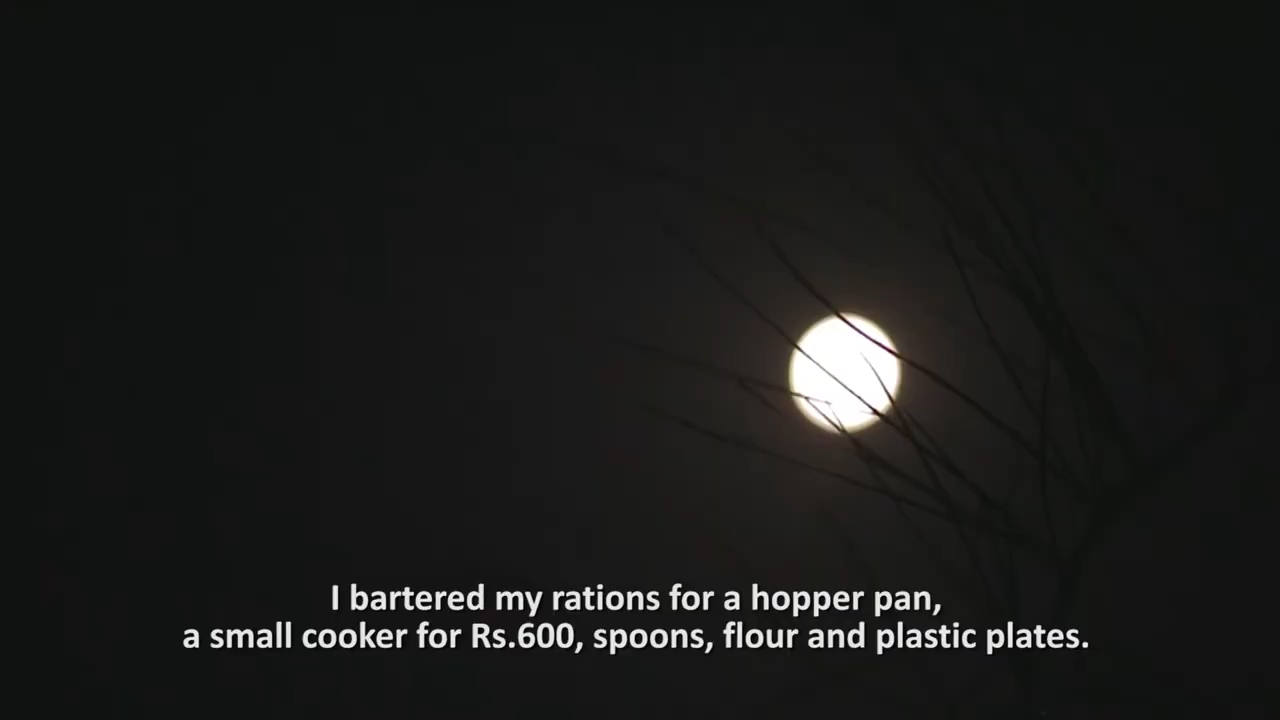 I bartered my rations for a hopper pan,
a small cooker for Rs.600, spoons, flour and plastic plates.